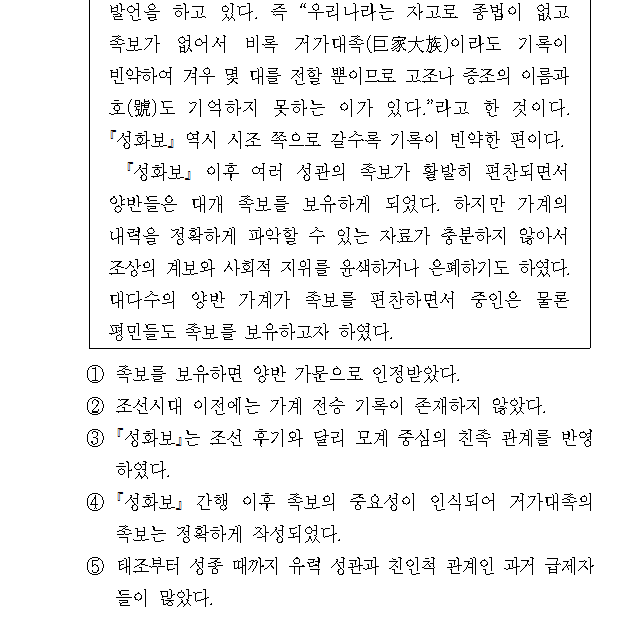 발언을 하고 있다. 즉 “우리나라는 자고로 종법이 없고
족보가 없어서 비록 거가대족(巨家大族)이라도 기록이
빈약하여 겨우 몇 대를 전할 뿐이므로 고조나 증조의 이름과
호(號)도 기억하지 못하는 이가 있다.”라고 한 것이다.
『성화보』 역시 시조 쪽으로 갈수록 기록이 빈약한 편이다.
『성화보』 이후 여러 성관의 족보가 활발히 편찬되면서
양반들은 대개 족보를 보유하게 되었다. 하지만 가계의
내력을 정확하게 파악할 수 있는 자료가 충분하지 않아서
조상의 계보와 사회적 지위를 윤색하거나 은폐하기도 하였다.
대다수의 양반 가계가 족보를 편찬하면서 중인은 물론
평민들도 족보를 보유하고자 하였다.
① 족보를 보유하면 양반 가문으로 인정받았다.
② 조선시대 이전에는 가계 전승 기록이 존재하지 않았다.
③ 『성화보』는 조선 후기와 달리 모계 중심의 친족 관계를 반영
하였다.
④ 『성화보』 간행 이후 족보의 중요성이 인식되어 거가대족의
족보는 정확하게 작성되었다.
⑤ 태조부터 성종 때까지 유력 성관과 친인척 관계인 과거 급제자
들이 많았다.